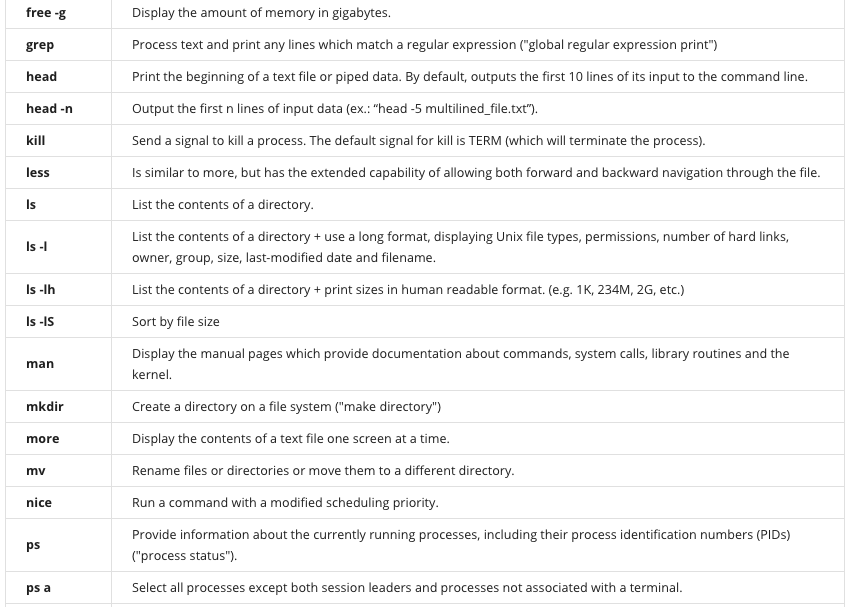 free -g Display the amount of memory in gigabytes.
grep Process text and print any lines which match a regular expression ("global regular expression print")
head Print the beginning of a text file or piped data. By default, outputs the first 10 lines of its input to the command line.
head -n Output the first n lines of input data (ex.: “head -5 multilined_file.txt”).
kill Send a signal to kill a process. The default signal for kill is TERM (which will terminate the process).
less Is similar to more, but has the extended capability of allowing both forward and backward navigation through the file.
ls List the contents of a directory.
ls -l List the contents of a directory + use a long format, displaying Unix file types, permissions, number of hard links,
owner, group, size, last-modified date and filename.
ls -lh List the contents of a directory + print sizes in human readable format. (e.g. 1K, 234M, 2G, etc.)
ls -lS Sort by file size
man Display the manual pages which provide documentation about commands, system calls, library routines and the
kernel.
mkdir Create a directory on a file system ("make directory")
more Display the contents of a text file one screen at a time.
mv Rename files or directories or move them to a different directory.
nice Run a command with a modified scheduling priority.
ps Provide information about the currently running processes, including their process identification numbers (PIDs)
("process status").
ps a Select all processes except both session leaders and processes not associated with a terminal.